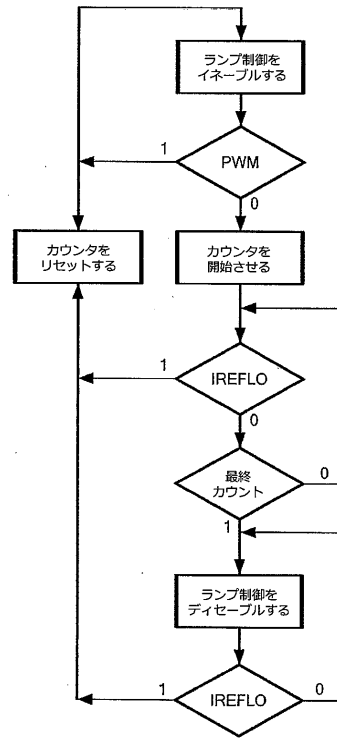 ランプ制御を
イネーブルする
1
PWM
0
カウンタを
リセットする
カウンタを
開始させる
1
IREFLO
0
最終
カウント
0
1
ランプ制御を
ディセーブルする
1
IREFLO
0